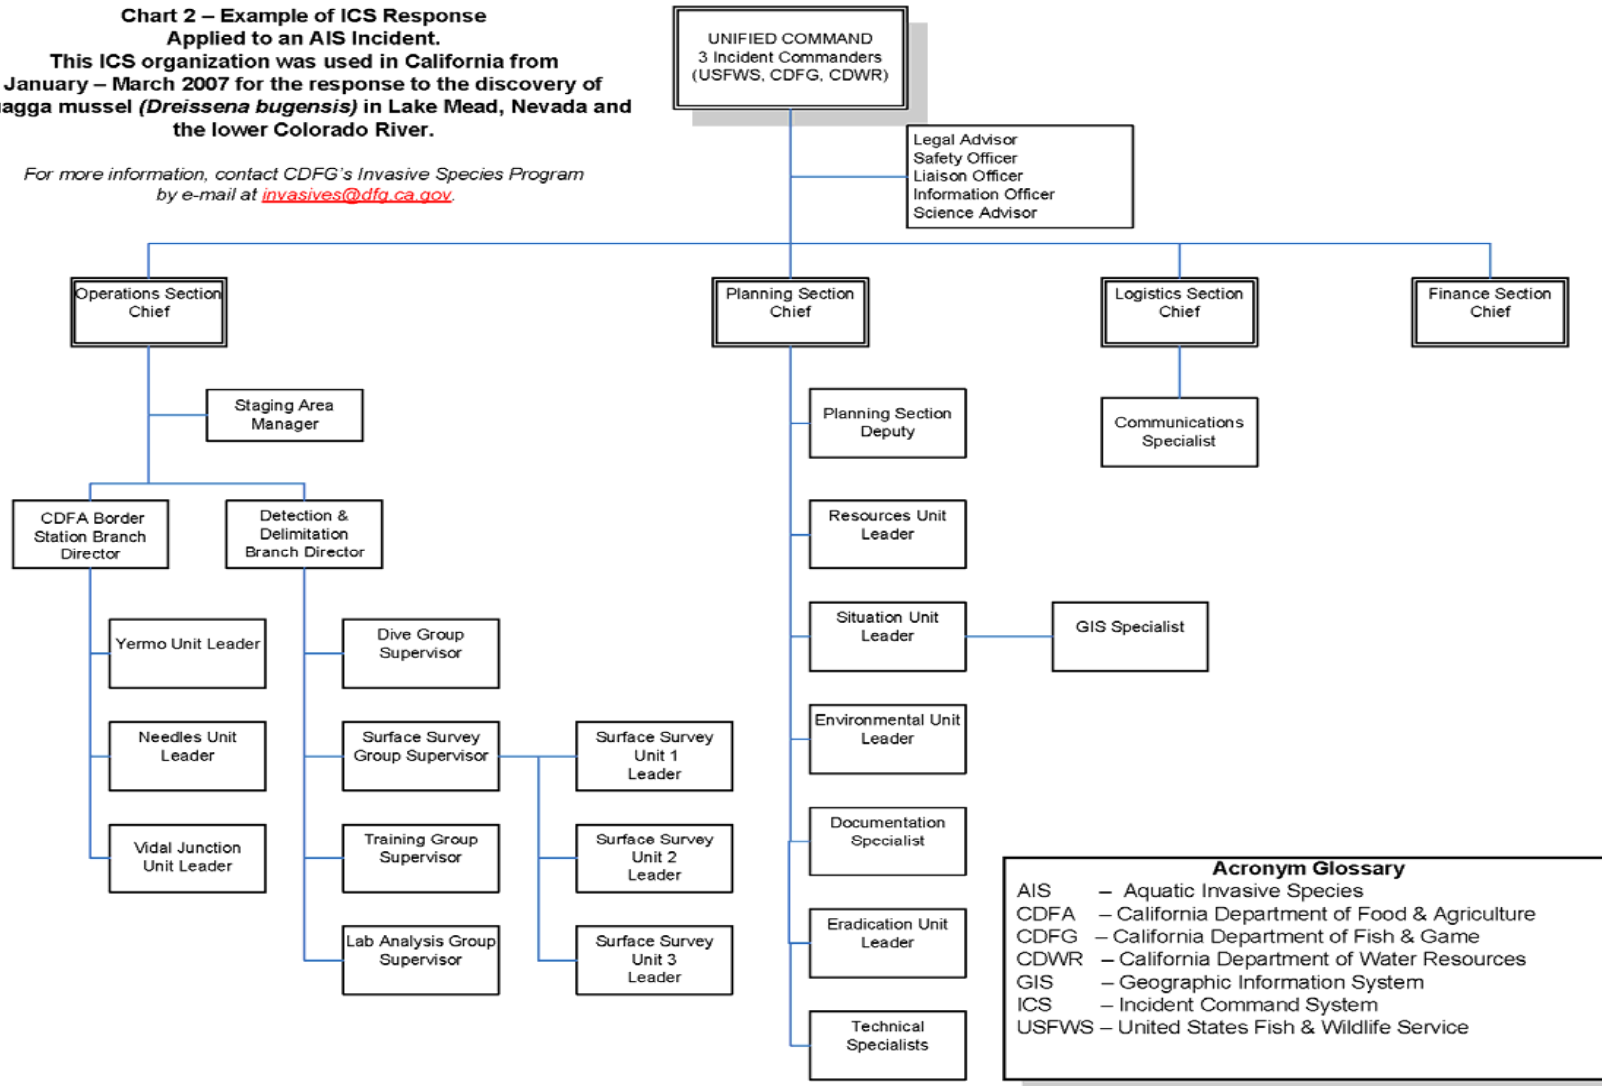 Chart 2 – Example of ICS Response
Applied to an AIS Incident.
This ICS organization was used in California from
January – March 2007 for the response to the discovery of
uagga mussel (Dreissena bugensis) in Lake Mead, Nevada and
the lower Colorado River.
For more information, contact CDFG's Invasive Species Program
by e-mail at invasives@dfg.ca.gov.
UNIFIED COMMAND
3 Incident Commanders
(USFWS, CDFG, CDWR)
Legal Advisor
Safety Officer
Liaison Officer
Information Officer
Science Advisor
Operations Section
Chief
Planning Section
Chief
Logistics Section
Chief
Finance Section
Chief
Staging Area
Manager
Planning Section
Deputy
Communications
Specialist
CDFA Border
Station Branch
Director
Detection &
Delimitation
Branch Director
Resources Unit
Leader
Yermo Unit Leader
Dive Group
Supervisor
Situation Unit
Leader
GIS Specialist
Needles Unit
Leader
Surface Survey
Group Supervisor
Surface Survey
Unit 1
Leader
Environmental Unit
Leader
Vidal Junction
Unit Leader
Training Group
Supervisor
Surface Survey
Unit 2
Leader
Documentation
Specialist
Lab Analysis Group
Supervisor
Surface Survey
Unit 3
Leader
Eradication Unit
Leader
Technical
Specialists
Acronym Glossary
AIS – Aquatic Invasive Species
CDFA – California Department of Food & Agriculture
CDFG – California Department of Fish & Game
CDWR – California Department of Water Resources
GIS – Geographic Information System
ICS – Incident Command System
USFWS – United States Fish & Wildlife Service